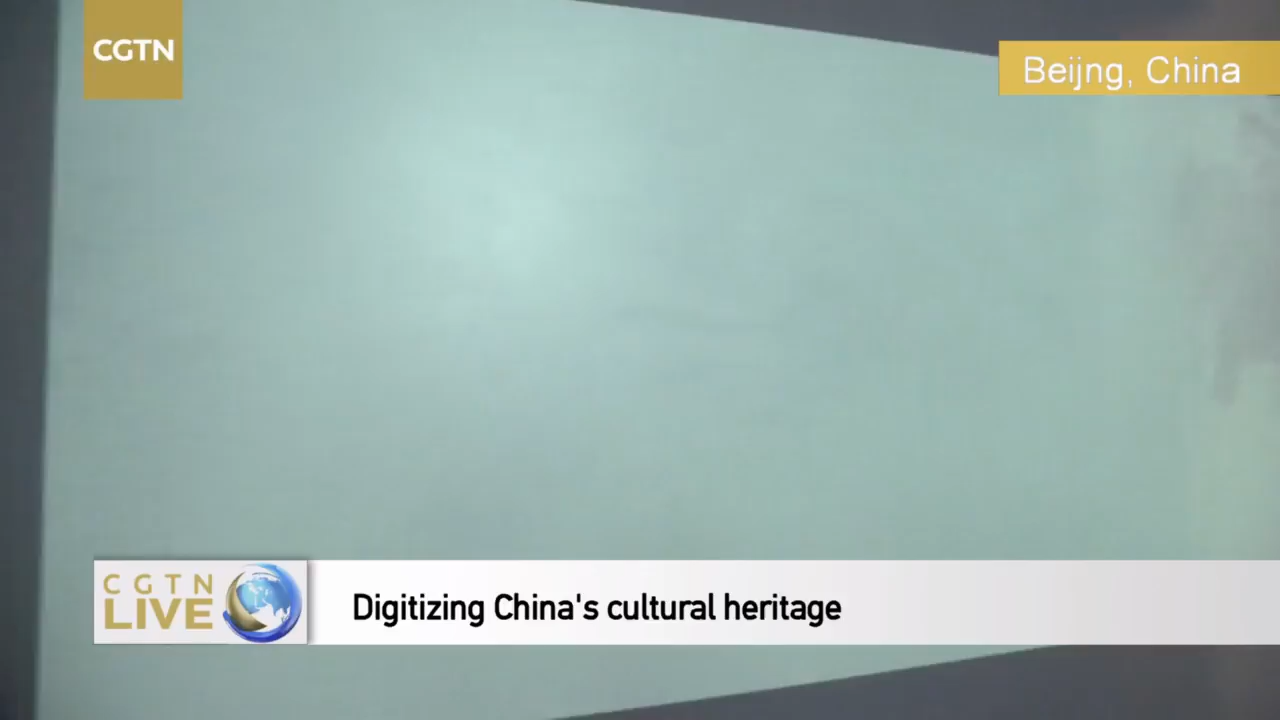 CGTN
Beijng, China
CGTN
LIVE
Digitizing China's cultural heritage